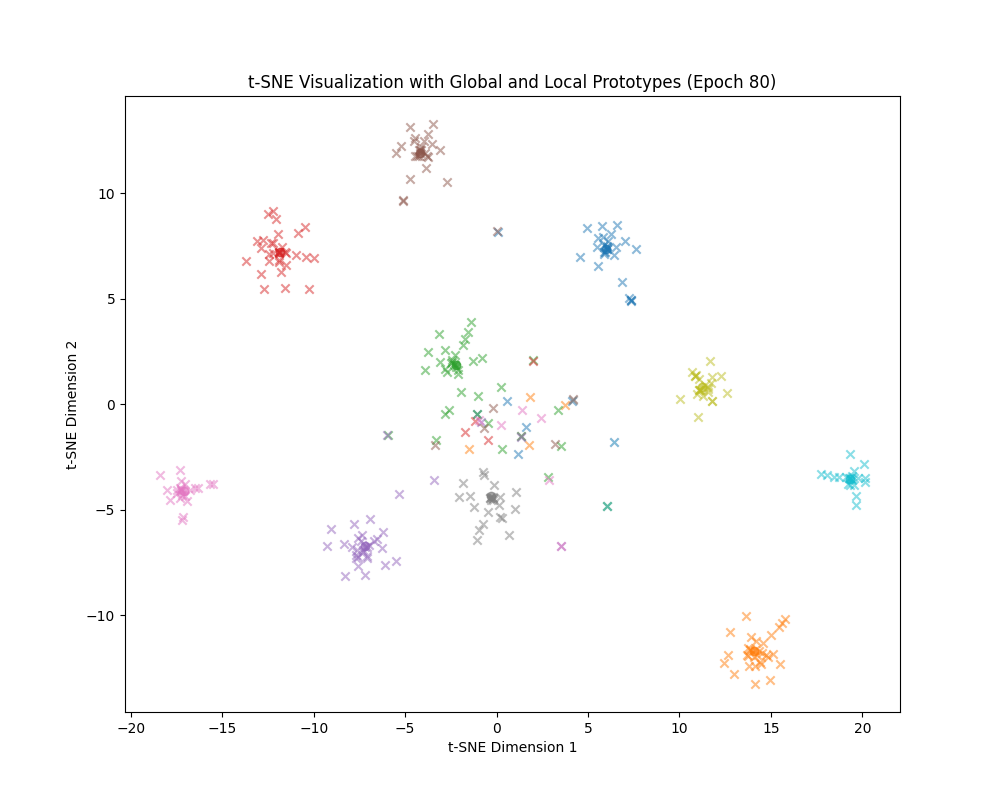 t-SNE Visualization with Global and Local Prototypes (Epoch 80)
10
5
0
−5
−10
t-SNE Dimension 2
−20 −15 −10 −5 0 5 10 15 20
t-SNE Dimension 1